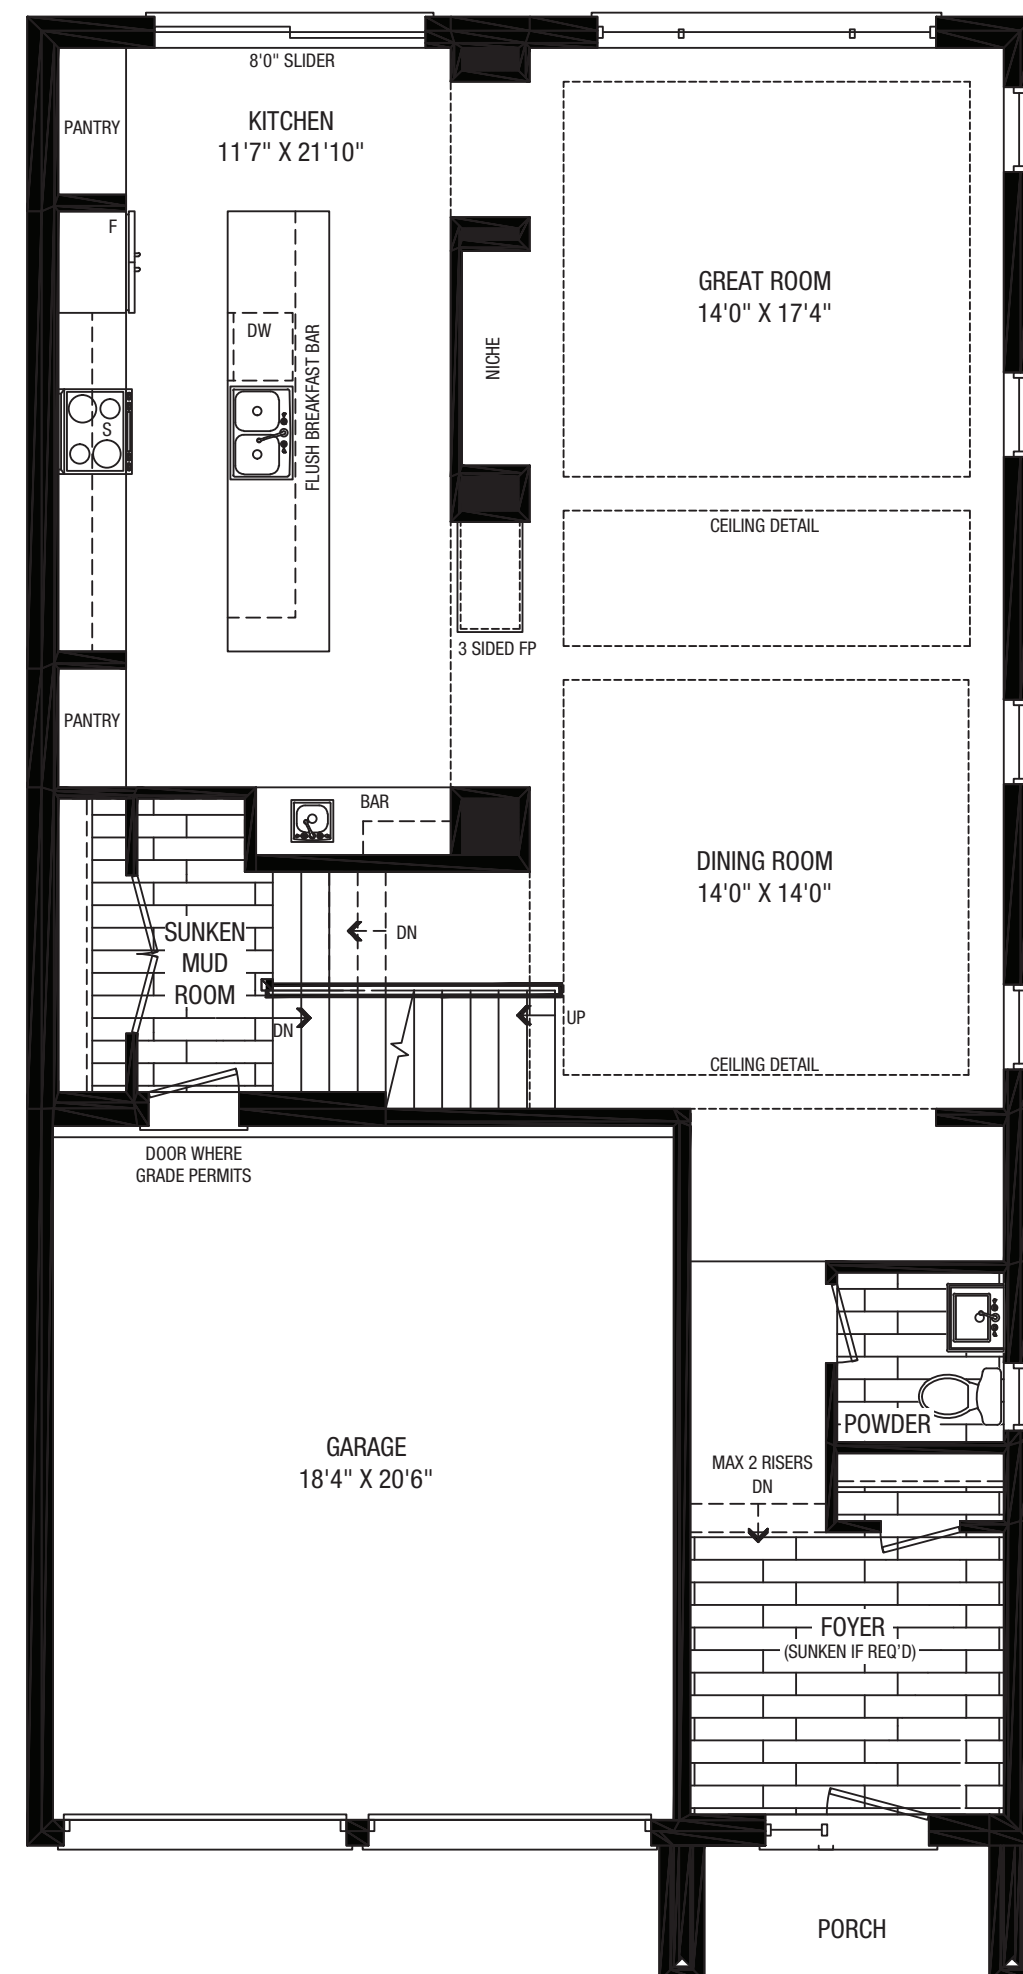 8'0" SLIDER
PANTRY
KITCHEN
11'7" X 21'10"
F
GREAT ROOM
14'0" X 17'4"
DW
FLUSH BREAKFAST BAR
NICHE
S
CEILING DETAIL
3 SIDED FP
PANTRY
BAR
DINING ROOM
14'0" X 14'0"
SUNKEN
MUD
ROOM
DN
DN
UP
CEILING DETAIL
DOOR WHERE
GRADE PERMITS
POWDER
GARAGE
18'4" X 20'6"
MAX 2 RISERS
DN
FOYER
(SUNKEN IF REQ'D)
PORCH